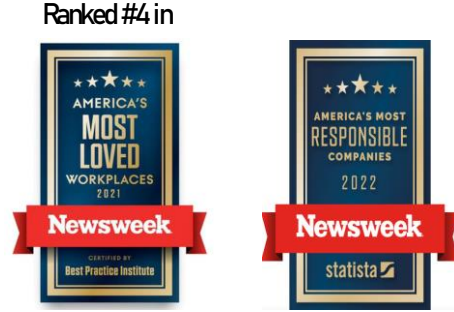 Ranked #4 in
AMERICA'S
MOST
LOVED
WORKPLACES
2021
Newsweek
CERTIFIED BY
Best Practice Institute
AMERICA'S MOST
RESPONSIBLE
COMPANIES
2022
Newsweek
statista